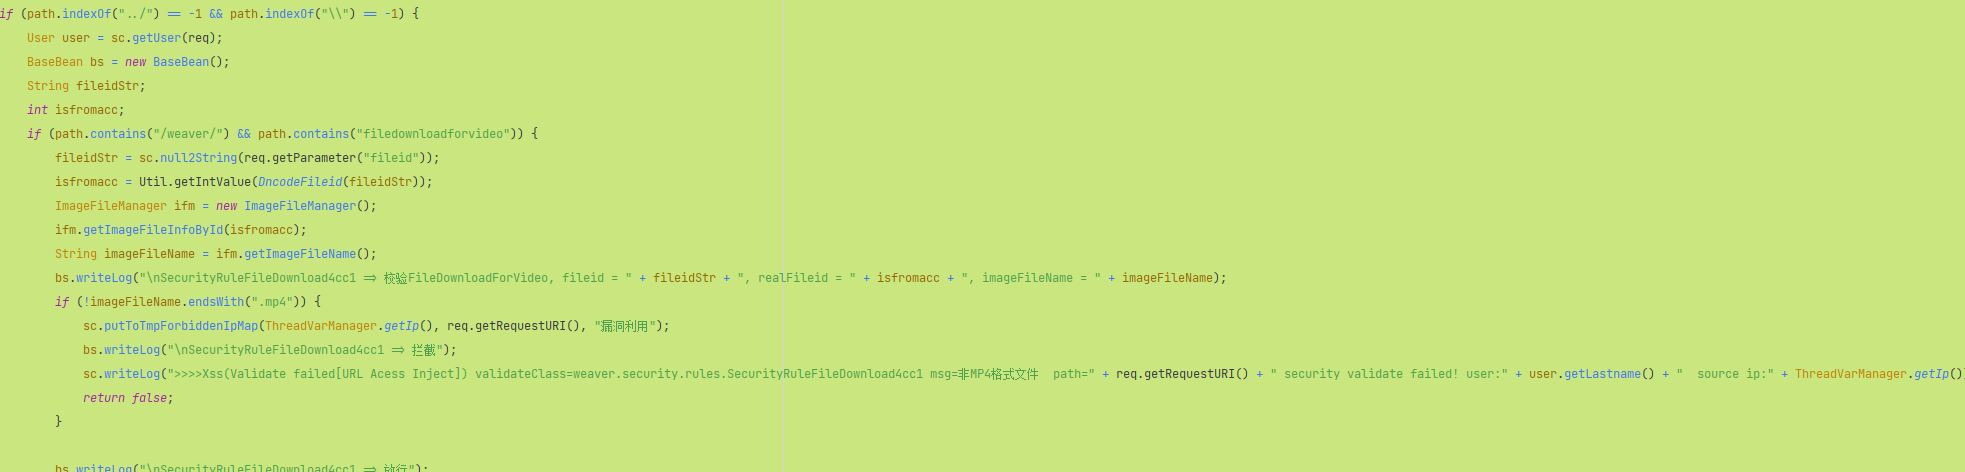 if (path.indexOf("../") == -1 && path.indexOf("\\") == -1) {
    User user = sc.getUser(req);
    BaseBean bs = new BaseBean();
    String fileidStr;
    int isfromacc;
    if (path.contains("/weaver/") && path.contains("filedownloadforvideo")) {
        fileidStr = sc.null2String(req.getParameter("fileid"));
        isfromacc = Util.getIntValue(DncodeFileid(fileidStr));
        ImageFileManager ifm = new ImageFileManager();
        ifm.getImageFileInfoById(isfromacc);
        String imageFileName = ifm.getImageFileName();
        bs.writeLog("\nSecurityRuleFileDownload4cc1 => 校验FileDownloadForVideo, fileid = " + fileidStr + ", realFileid = " + isfromacc + ", imageFileName = " + imageFileName);
        if (!imageFileName.endsWith(".mp4")) {
            sc.putToTmpForbiddenIpMap(ThreadVarManager.getIp(), req.getRequestURI(), "漏洞利用");
            bs.writeLog("\nSecurityRuleFileDownload4cc1 => 拦截");
            sc.writeLog(">>>>Xss(Validate failed[URL Acess Inject]) validateClass=weaver.security.rules.SecurityRuleFileDownload4cc1 msg=非MP4格式文件  path=" + req.getRequestURI() + " security validate failed! user:" + user.getLastname() + "  source ip:" + ThreadVarManager.getIp()
            return false;
        }
        bs.writeLog("\nSecurityRuleFileDownload4cc1 => 放行");